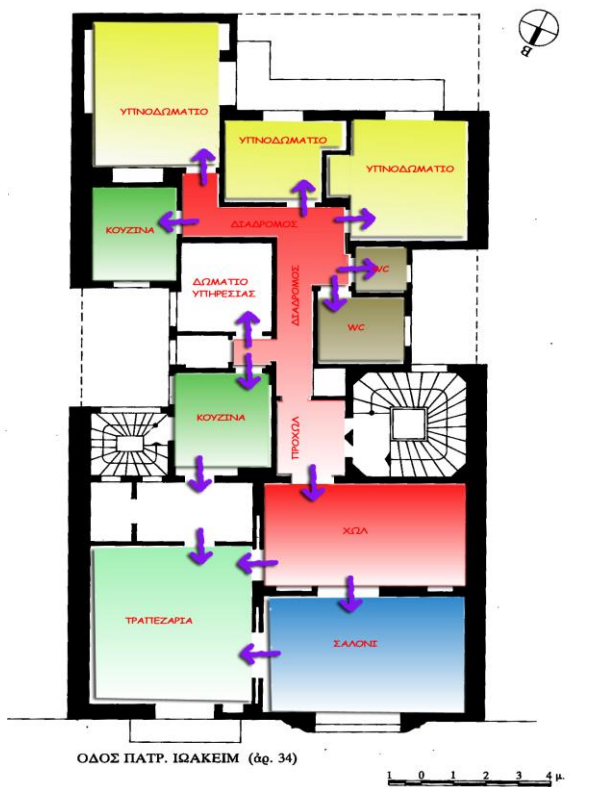 Β
ΥΠΝΟΔΩΜΑΤΙΟ
ΥΠΝΟΔΩΜΑΤΙΟ
ΥΠΝΟΔΩΜΑΤΙΟ
ΚΟΥΖΙΝΑ
ΔΙΑΔΡΟΜΟΣ
WC
ΔΩΜΑΤΙΟ
ΥΠΗΡΕΣΙΑΣ
ΔΙΑΔΡΟΜΟΣ
WC
ΚΟΥΖΙΝΑ
ΠΡΟΧΩΛ
ΧΩΛ
ΤΡΑΠΕΖΑΡΙΑ
ΣΑΛΟΝΙ
ΟΔΟΣ ΠΑΤΡ. ΙΩΑΚΕΙΜ (ἀρ. 34)
1 0 1 2 3 4 μ.